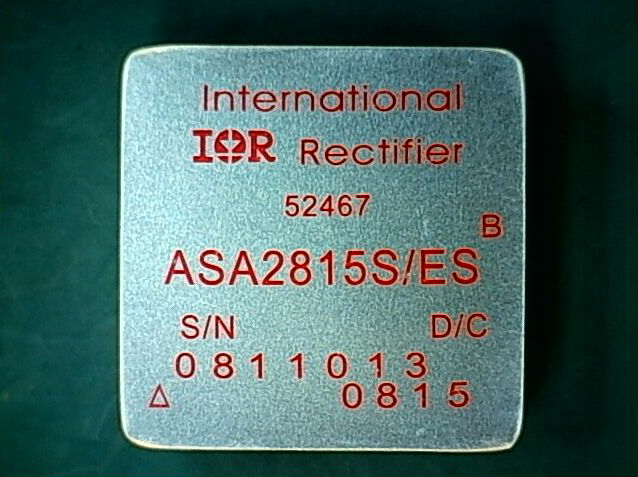 International
IOR Rectifier
52467
B
ASA2815S/ES
S/N D/C
0811013
Δ 0815